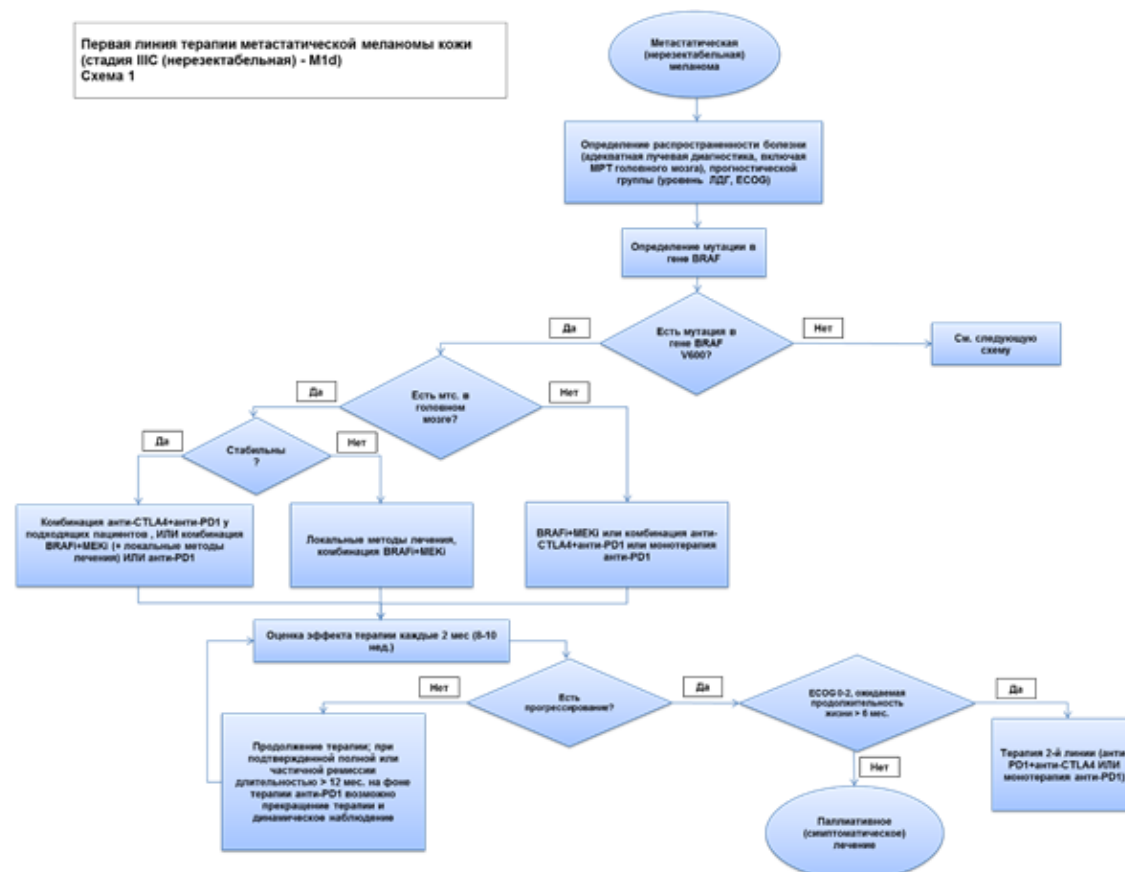 Первая линия терапии метастатической меланомы кожи
(стадия IIIC (нерезектабельная) - M1d)
Схема 1
Метастатическая
(нерезектабельная)
меланома
Определение распространенности болезни
(адекватная лучевая диагностика, включая
МРТ головного мозга), прогностической
группы (уровень ЛДГ, ECOG)
Определение мутации в
гене BRAF
Есть мутация в
гене BRAF
V600?
Да
Нет
См. следующую
схему
Есть мтс. в
головном
мозге?
Да
Нет
Стабильны
?
Да
Нет
Комбинация анти-CTLA4+анти-PD1 у
подходящих пациентов , ИЛИ комбинация
BRAFi+MEKi (+ локальные методы
лечения) ИЛИ анти-PD1
Локальные методы лечения,
комбинация BRAFi+MEKi
BRAFi+MEKi или комбинация анти-
CTLA4+анти-PD1 или монотерапия
анти-PD1
Оценка эффекта терапии каждые 2 мес (8-10
нед.)
Есть
прогрессирование?
Нет
Да
Продолжение терапии; при
подтвержденной полной или
частичной ремиссии
длительностью > 12 мес. на фоне
терапии анти-PD1 возможно
прекращение терапии и
динамическое наблюдение
ECOG 0-2, ожидаемая
продолжительность
жизни > 6 мес.
Да
Нет
Терапия 2-й линии (анти
PD1+анти-CTLA4 ИЛИ
монотерапия анти-PD1)
Паллиативное
(симптоматическое)
лечение